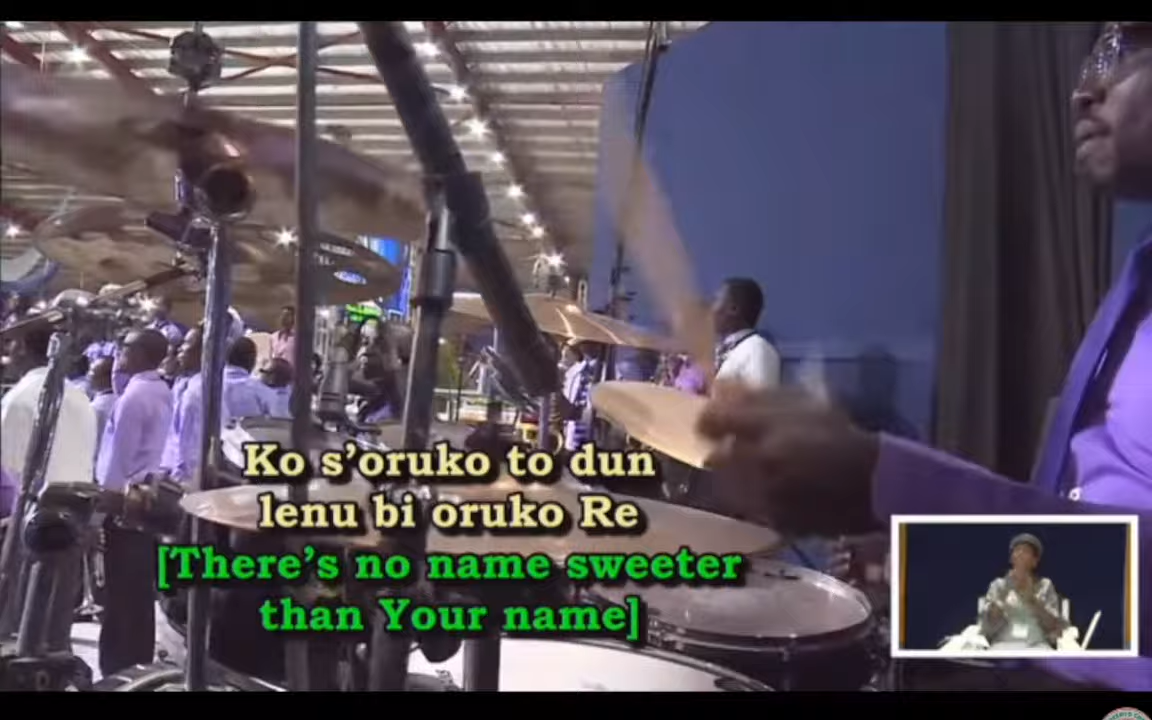 Ko s’oruko to dun
lenu bi oruko Re
[There’s no name sweeter
than Your name]